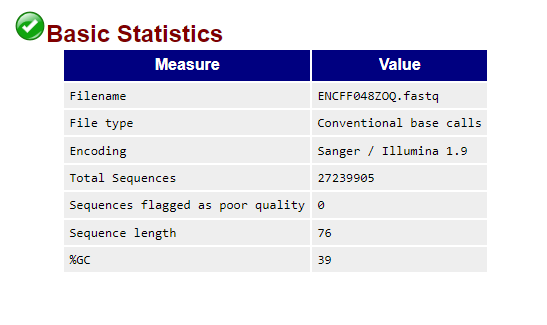 Basic Statistics
Measure Value
Filename ENCFF048ZOQ.fastq
File type Conventional base calls
Encoding Sanger / Illumina 1.9
Total Sequences 27239905
Sequences flagged as poor quality 0
Sequence length 76
%GC 39